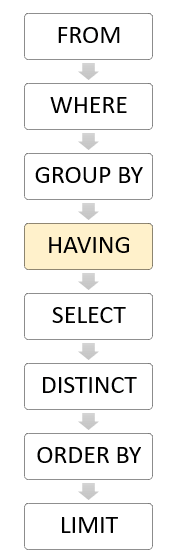 FROM
WHERE
GROUP BY
HAVING
SELECT
DISTINCT
ORDER BY
LIMIT